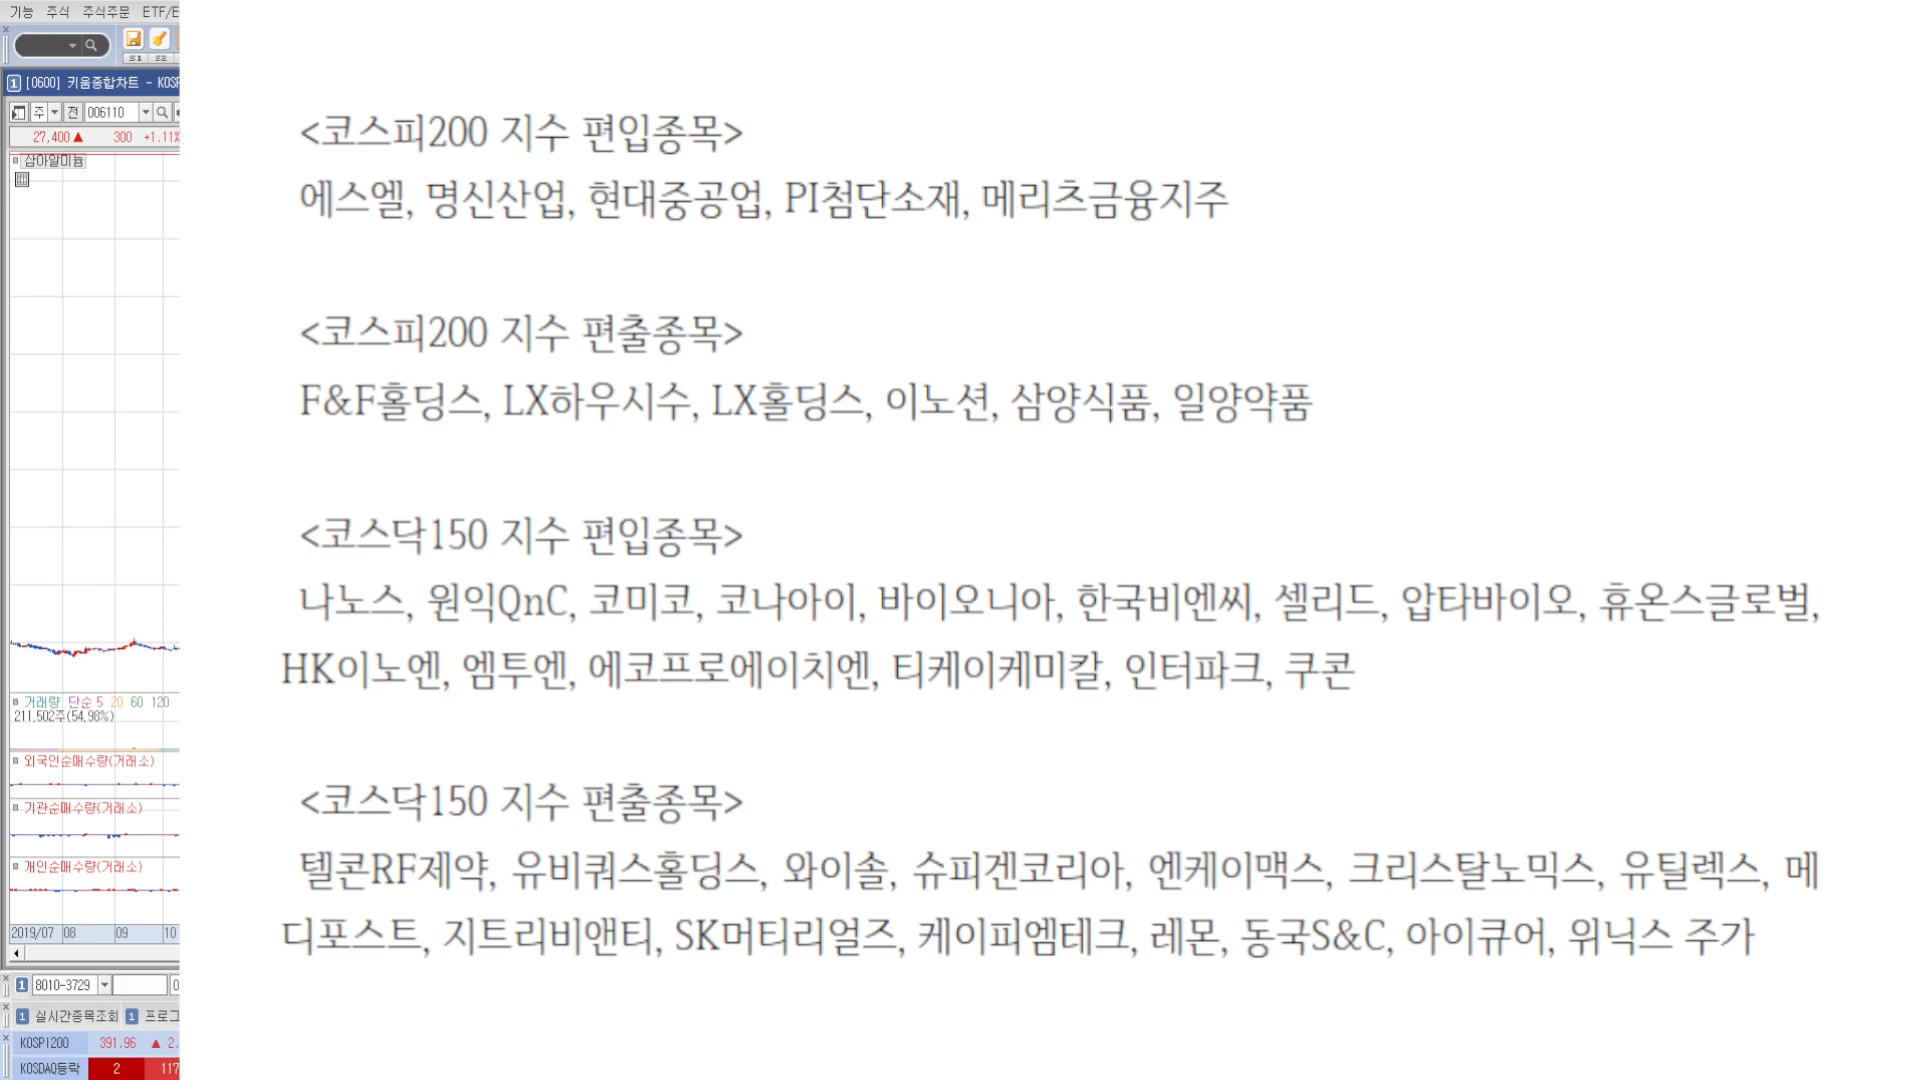 기능 주식 주식주문 ETF/E
S1 S2
1 [0600] 키움종합차트 - KOSP
주 전 006110
27,400▲ 300 +1.11%
삼아알미늄
<코스피200 지수 편입종목>
에스엘, 명신산업, 현대중공업, PI첨단소재, 메리츠금융지주
<코스피200 지수 편출종목>
F&F홀딩스, LX하우시수, LX홀딩스, 이노션, 삼양식품, 일양약품
<코스닥150 지수 편입종목>
나노스, 원익QnC, 코미코, 코나아이, 바이오니아, 한국비엔씨, 셀리드, 압타바이오, 휴온스글로벌,
HK이노엔, 엠투엔, 에코프로에이치엔, 티케이케미칼, 인터파크, 쿠콘
<코스닥150 지수 편출종목>
텔콘RF제약, 유비쿼스홀딩스, 와이솔, 슈피겐코리아, 엔케이맥스, 크리스탈노믹스, 유틸렉스, 메
디포스트, 지트리비앤티, SK머티리얼즈, 케이피엠테크, 레몬, 동국S&C, 아이큐어, 위닉스 주가
거래량 단순 5 20 60 120
211,502주(54,98%)
외국인순매수량(거래소)
기관순매수량(거래소)
개인순매수량(거래소)
2019/07 08 09 10
1 8010-3729 0
1 실시간종목조회 1 프로그
KOSPI200 391.96 ▲ 2.
KOSDAQ등락 2 117